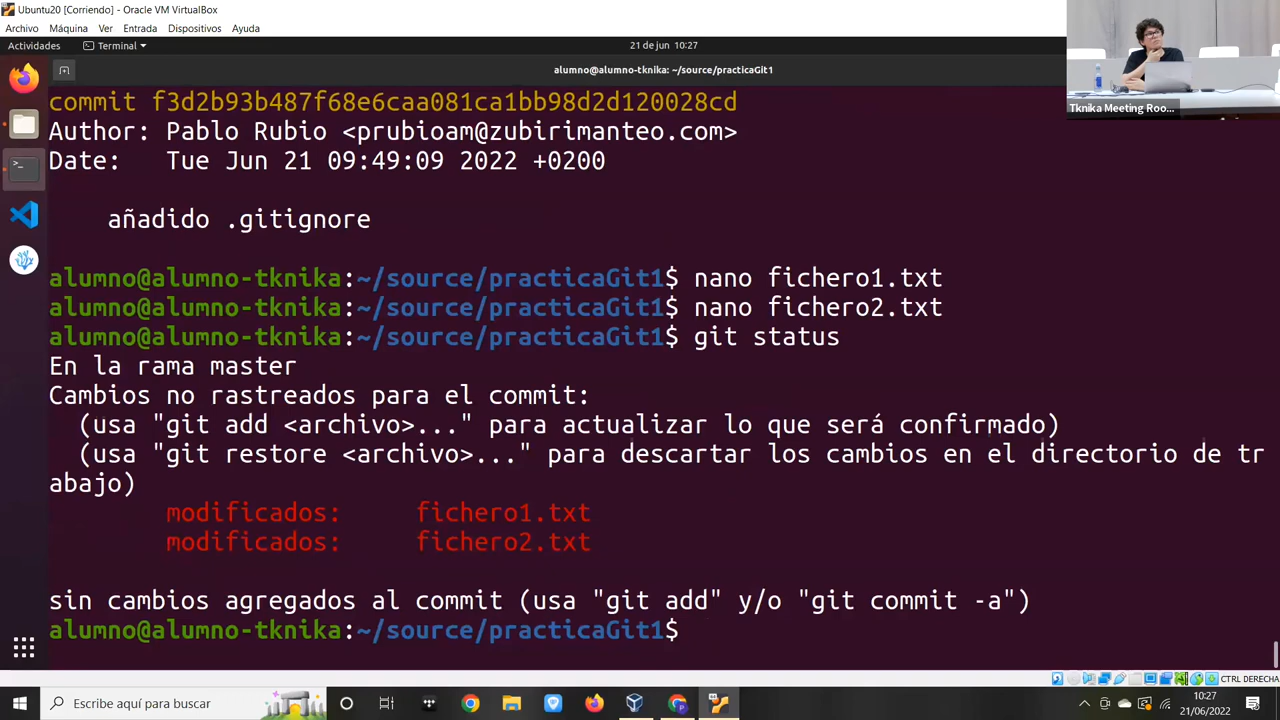 Ubuntu20 [Corriendo] - Oracle VM VirtualBox
Archivo Máquina Ver Entrada Dispositivos Ayuda
Actividades Terminal 21 de jun 10:27
alumno@alumno-tknika: ~/source/practicaGit1
Tknika Meeting Roo...
commit f3d2b93b487f68e6caa081ca1bb98d2d120028cd
Author: Pablo Rubio <prubioam@zubirimanteo.com>
Date: Tue Jun 21 09:49:09 2022 +0200
añadido .gitignore
alumno@alumno-tknika:~/source/practicaGit1$ nano fichero1.txt
alumno@alumno-tknika:~/source/practicaGit1$ nano fichero2.txt
alumno@alumno-tknika:~/source/practicaGit1$ git status
En la rama master
Cambios no rastreados para el commit:
(usa "git add <archivo>..." para actualizar lo que será confirmado)
(usa "git restore <archivo>..." para descartar los cambios en el directorio de tr
abajo)
modificados: fichero1.txt
modificados: fichero2.txt
sin cambios agregados al commit (usa "git add" y/o "git commit -a")
alumno@alumno-tknika:~/source/practicaGit1$
CTRL DERECHA
Escribe aquí para buscar
10:27
21/06/2022